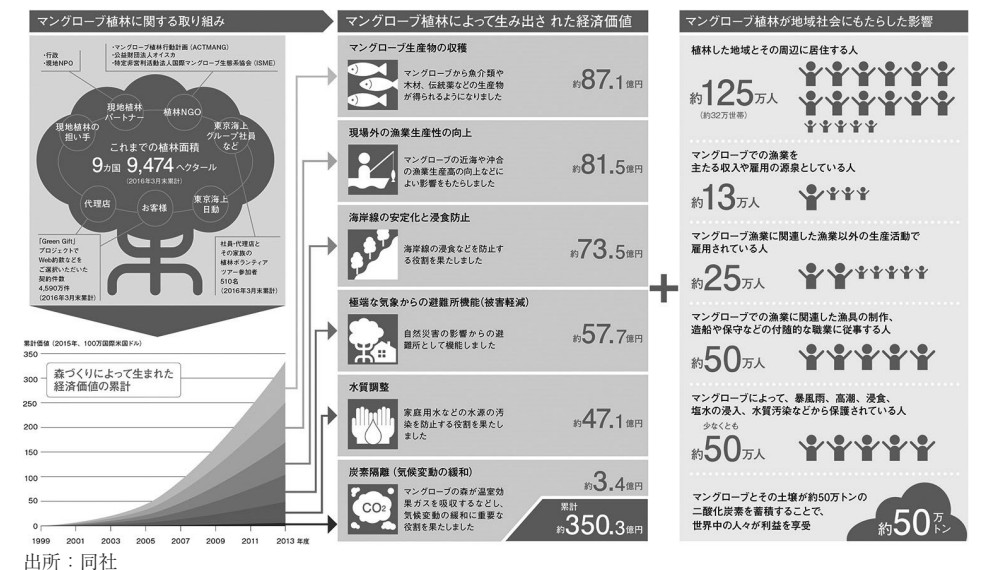 マングローブ植林に関する取り組み
・行政
・現地NPO
・マングローブ植林行動計画（ACTMANG）
・公益財団法人オイスカ
・特定非営利活動法人国際マングローブ生態系協会（ISME）
現地植林
パートナー
植林NGO
現地植林の
担い手
東京海上
グループ社員
など
これまでの植林面積
9ヵ国 9,474ヘクタール
(2016年3月末累計)
代理店
お客様
東京海上
日動
「Green Gift」
プロジェクトで
Web約款などを
ご選択いただいた
契約件数
4,590万件
(2016年3月末累計)
社員・代理店と
その家族の
植林ボランティア
ツアー参加者
510名
(2016年3月末累計)
累計価値（2015年、100万国際米国ドル）
森づくりによって生まれた
経済価値の累計
350
300
250
200
150
100
50
0
1999 2001 2003 2005 2007 2009 2011 2013 年度
マングローブ植林によって生み出さ れた経済価値
マングローブ生産物の収穫
マングローブから魚介類や
木材、伝統薬などの生産物
が得られるようになりました
約87.1億円
現場外の漁業生産性の向上
マングローブの近海や沖合
の漁業生産高の向上などに
よい影響をもたらしました
約81.5億円
海岸線の安定化と浸食防止
海岸線の浸食などを防止す
る役割を果たしました
約73.5億円
極端な気象からの避難所機能（被害軽減）
自然災害の影響からの避
難所として機能しました
約57.7億円
水質調整
家庭用水などの水源の汚
染を防止する役割を果たし
ました
約47.1億円
炭素隔離（気候変動の緩和）
CO2
マングローブの森が温室効
果ガスを吸収するなどし、
気候変動の緩和に重要な
役割を果たしました
約3.4億円
累計
約350.3億円
+
マングローブ植林が地域社会にもたらした影響
植林した地域とその周辺に居住する人
約125万人
(約32万世帯)
マングローブでの漁業を
主たる収入や雇用の源泉としている人
約13万人
マングローブ漁業に関連した漁業以外の生産活動で
雇用されている人
約25万人
マングローブでの漁業に関連した漁具の制作、
造船や保守などの付随的な職業に従事する人
約50万人
マングローブによって、暴風雨、高潮、浸食、
塩水の浸入、水質汚染などから保護されている人
少なくとも
約50万人
マングローブとその土壌が約50万トンの
二酸化炭素を蓄積することで、
世界中の人々が利益を享受
約50万トン
出所：同社